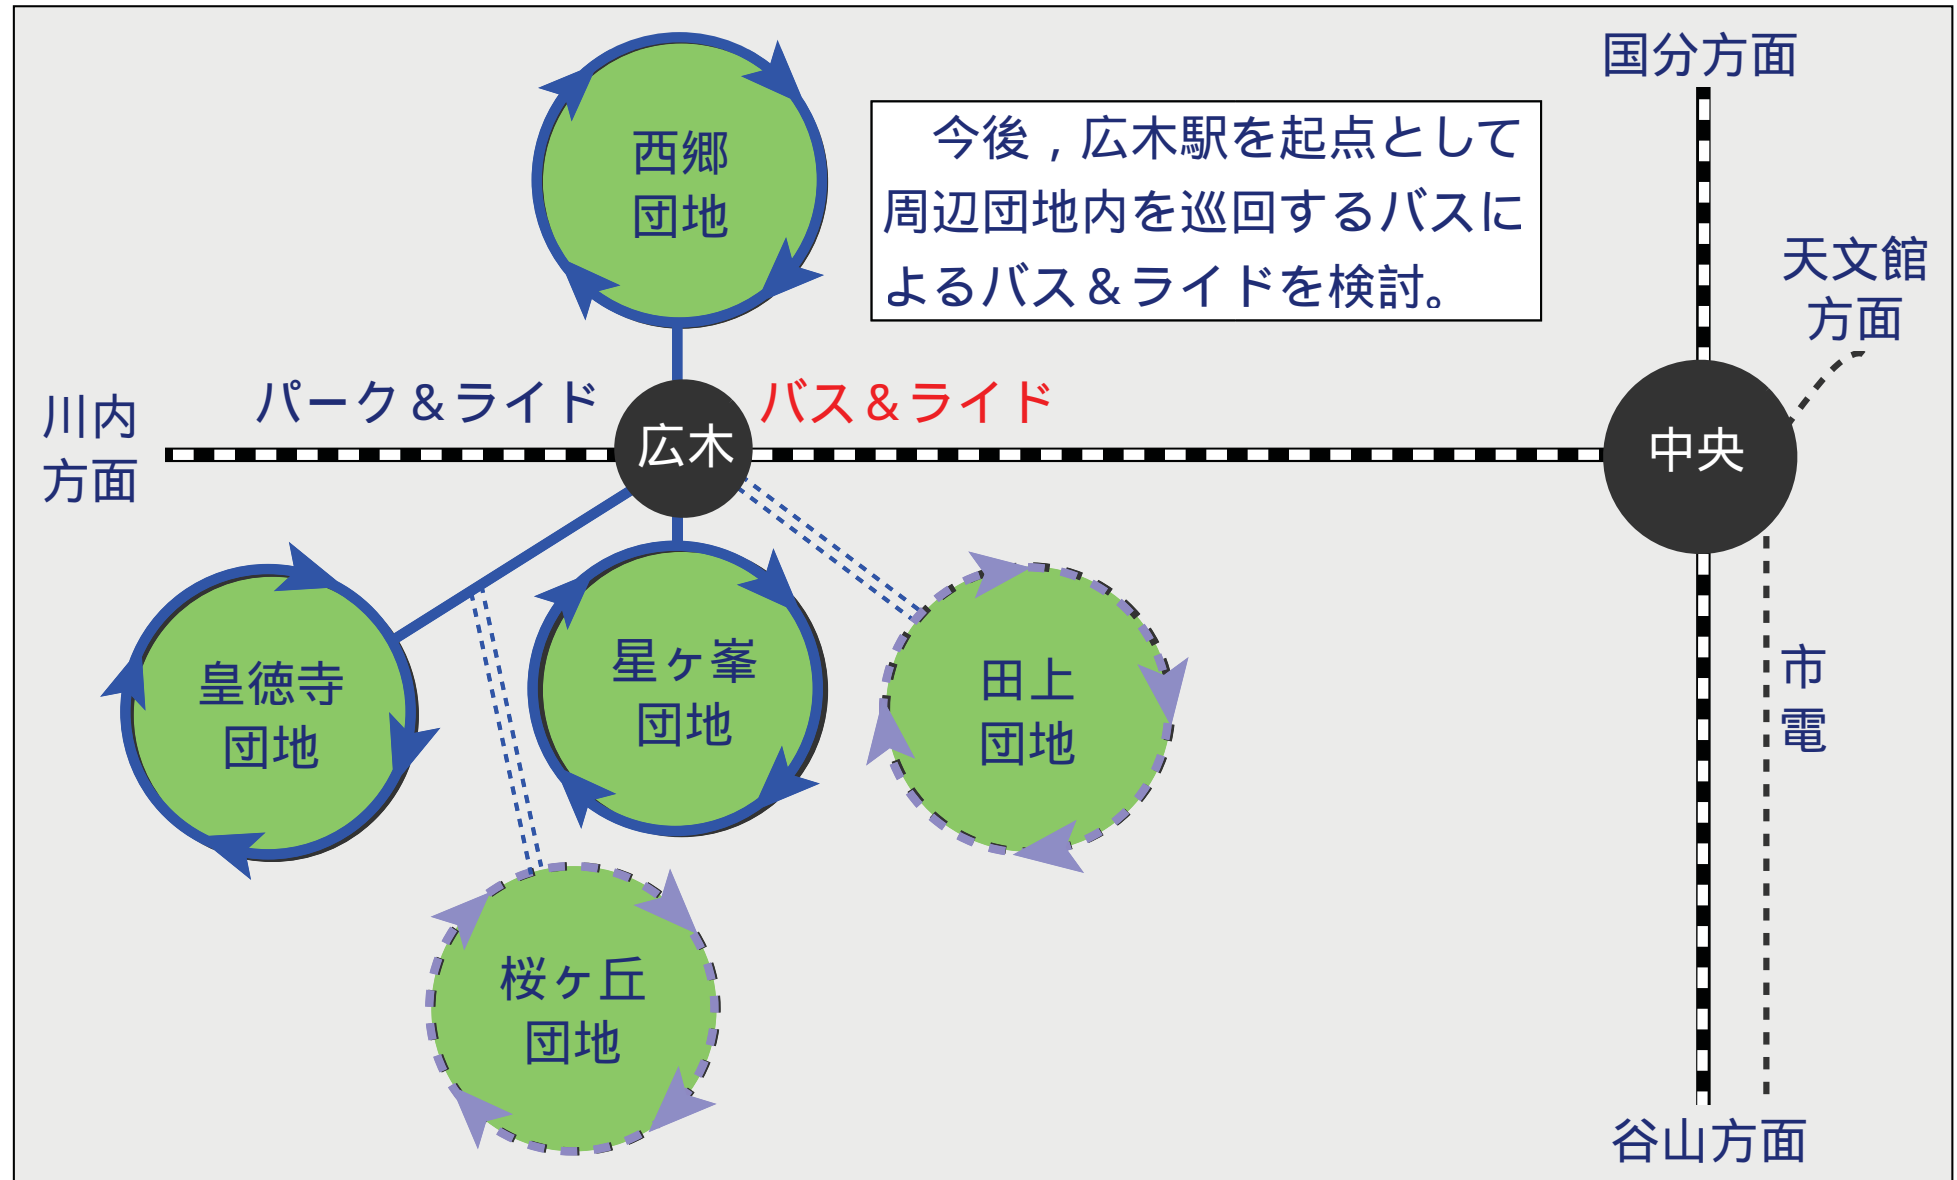 国分方面
今後，広木駅を起点として
周辺団地内を巡回するバスに
よるバス＆ライドを検討。
西郷
団地
天文館
方面
川内
方面
パーク＆ライド
バス＆ライド
広木
中央
皇徳寺
団地
星ヶ峯
団地
田上
団地
市
電
桜ヶ丘
団地
谷山方面